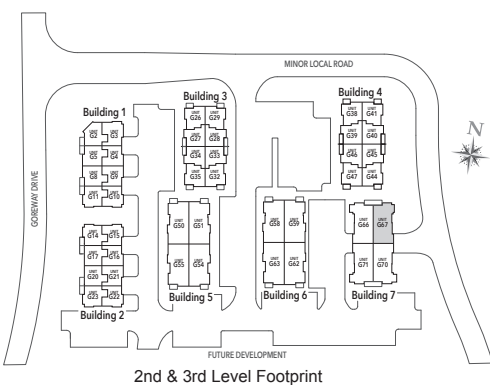 MINOR LOCAL ROAD
GOREWAY DRIVE
N
Building 1
UNIT G2 UNIT G3
UNIT G5 UNIT G4
UNIT G8 UNIT G9
UNIT G11 UNIT G10
UNIT G14 UNIT G15
UNIT G17 UNIT G16
UNIT G20 UNIT G21
UNIT G23 UNIT G22
Building 2
Building 3
UNIT G26 UNIT G29
UNIT G27 UNIT G28
UNIT G34 UNIT G33
UNIT G35 UNIT G32
UNIT G50 UNIT G51
UNIT G55 UNIT G54
Building 5
UNIT G58 UNIT G59
UNIT G63 UNIT G62
Building 6
Building 4
UNIT G38 UNIT G41
UNIT G39 UNIT G40
UNIT G46 UNIT G45
UNIT G47 UNIT G44
UNIT G66 UNIT G67
UNIT G71 UNIT G70
Building 7
FUTURE DEVELOPMENT
2nd & 3rd Level Footprint